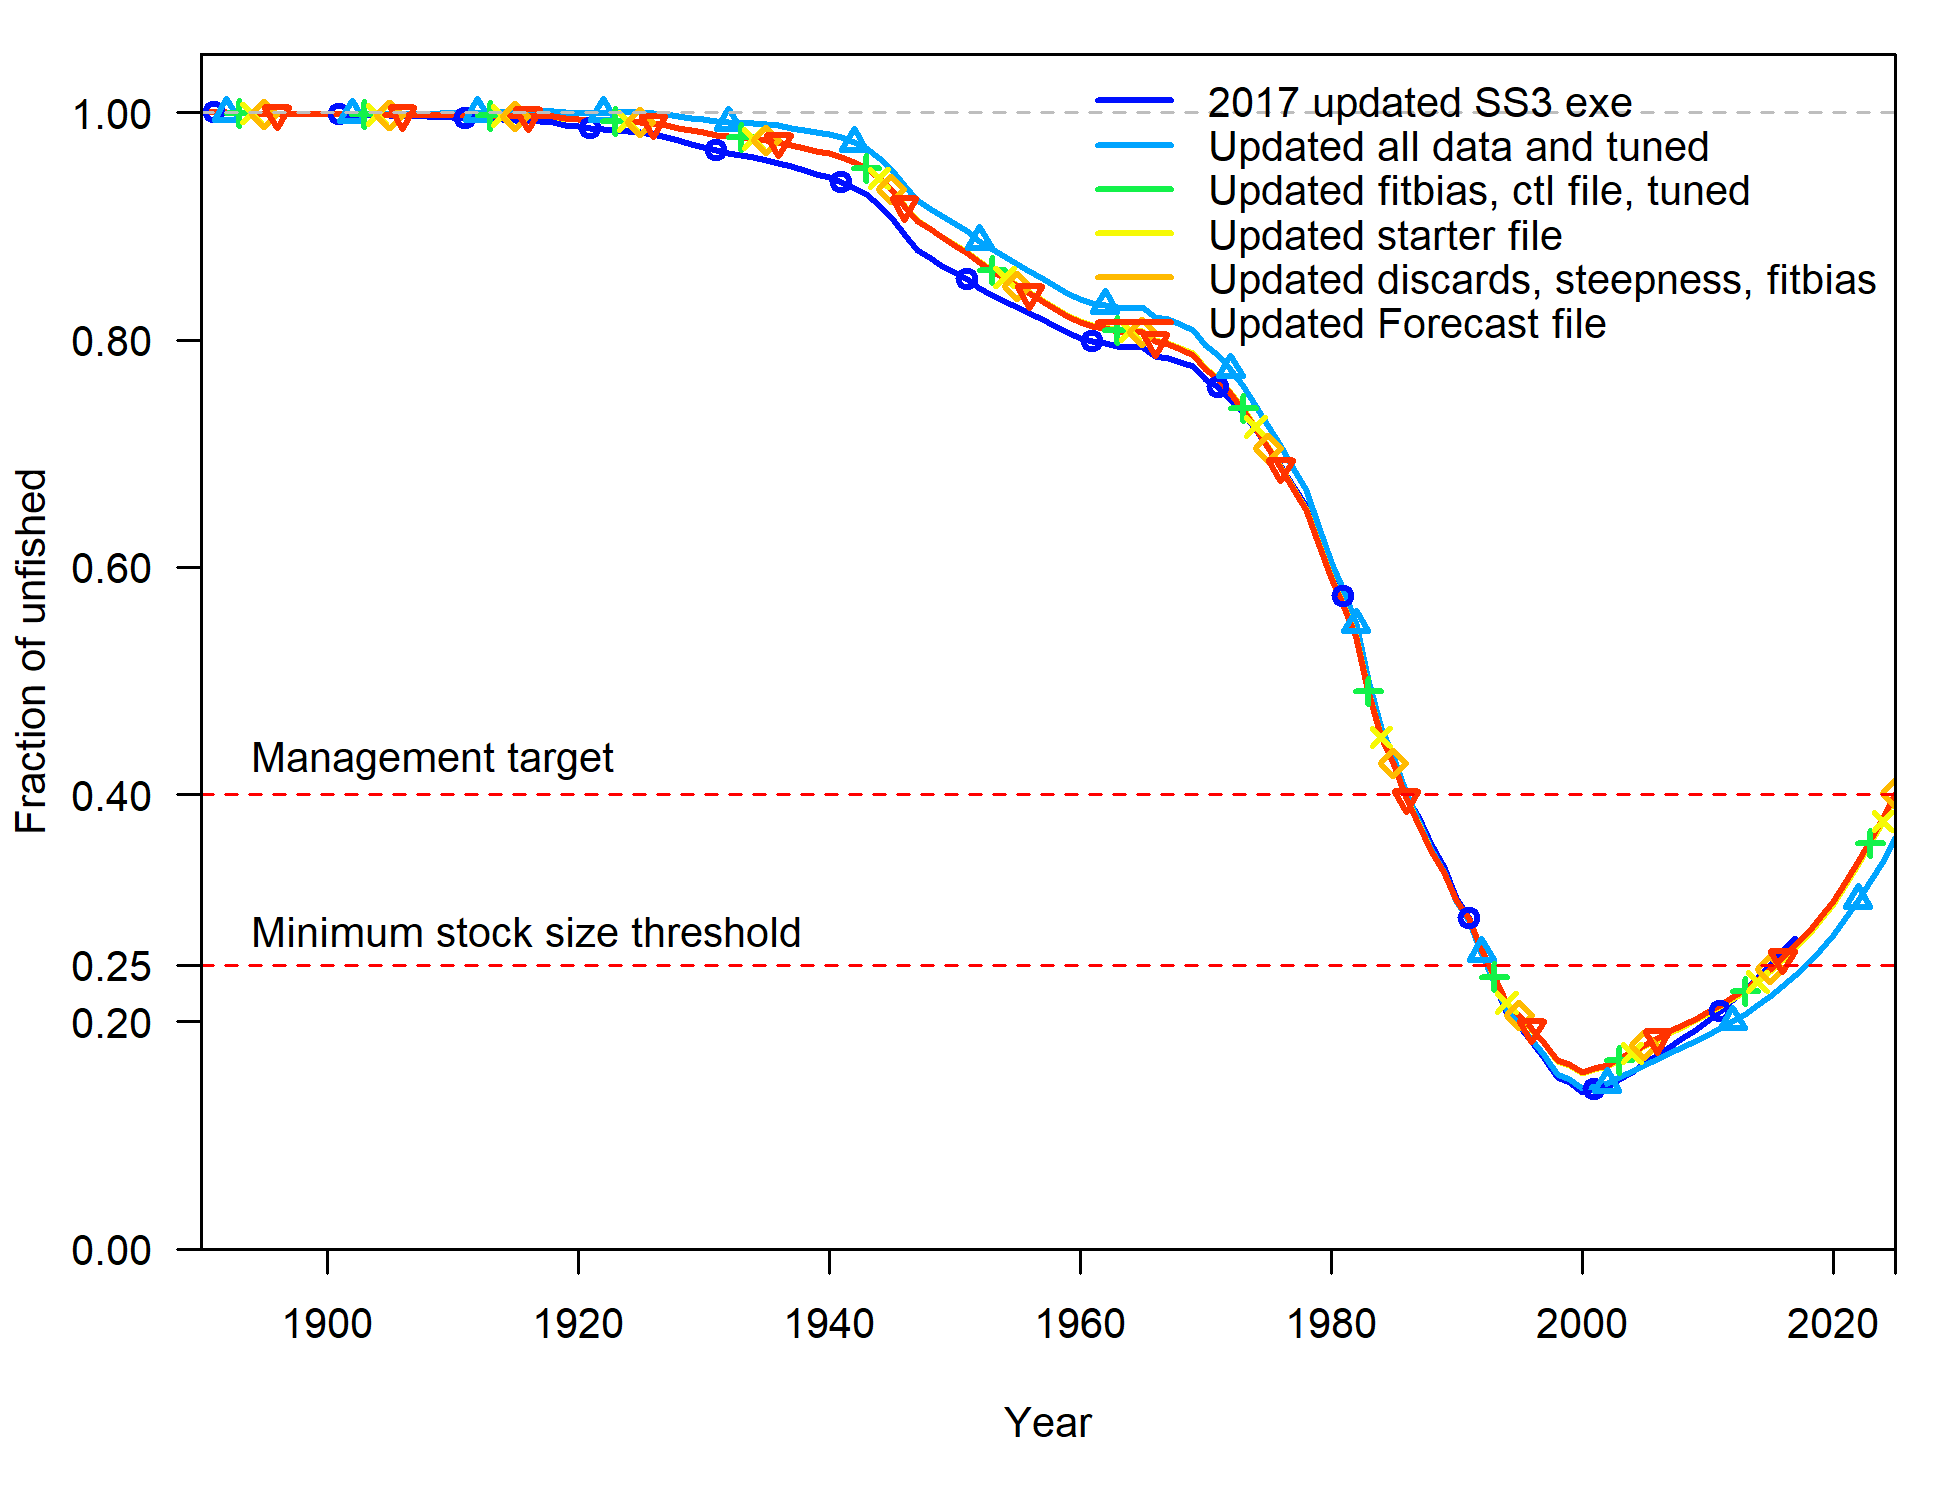 1.00
0.80
0.60
0.40
0.25
0.20
0.00
Fraction of unfished
2017 updated SS3 exe
Updated all data and tuned
Updated fitbias, ctl file, tuned
Updated starter file
Updated discards, steepness, fitbias
Updated Forecast file
Management target
Minimum stock size threshold
1900 1920 1940 1960 1980 2000 2020
Year